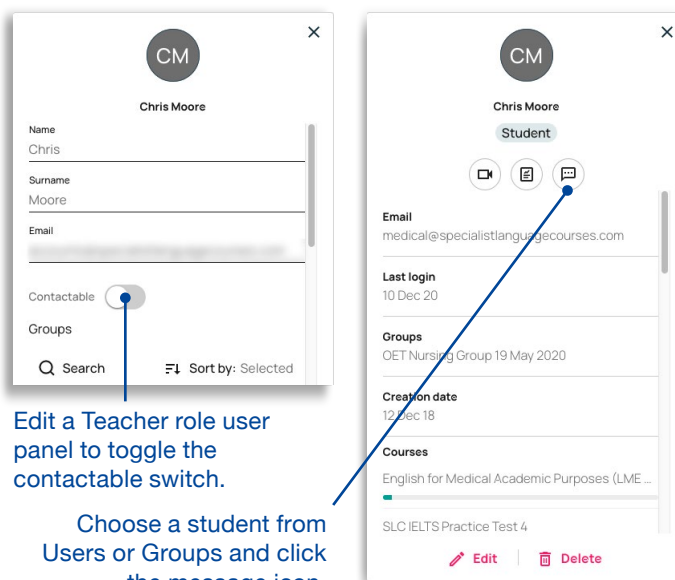 CM
Chris Moore
Name
Chris
Surname
Moore
Email
Contactable
Groups
Search
Sort by: Selected
Edit a Teacher role user
panel to toggle the
contactable switch.
Choose a student from
Users or Groups and click
the message icon.
CM
Chris Moore
Student
Email
medical@specialistlanguagecourses.com
Last login
10 Dec 20
Groups
OET Nursing Group 19 May 2020
Creation date
12 Dec 18
Courses
English for Medical Academic Purposes (LME ...
SLC IELTS Practice Test 4
Edit
Delete